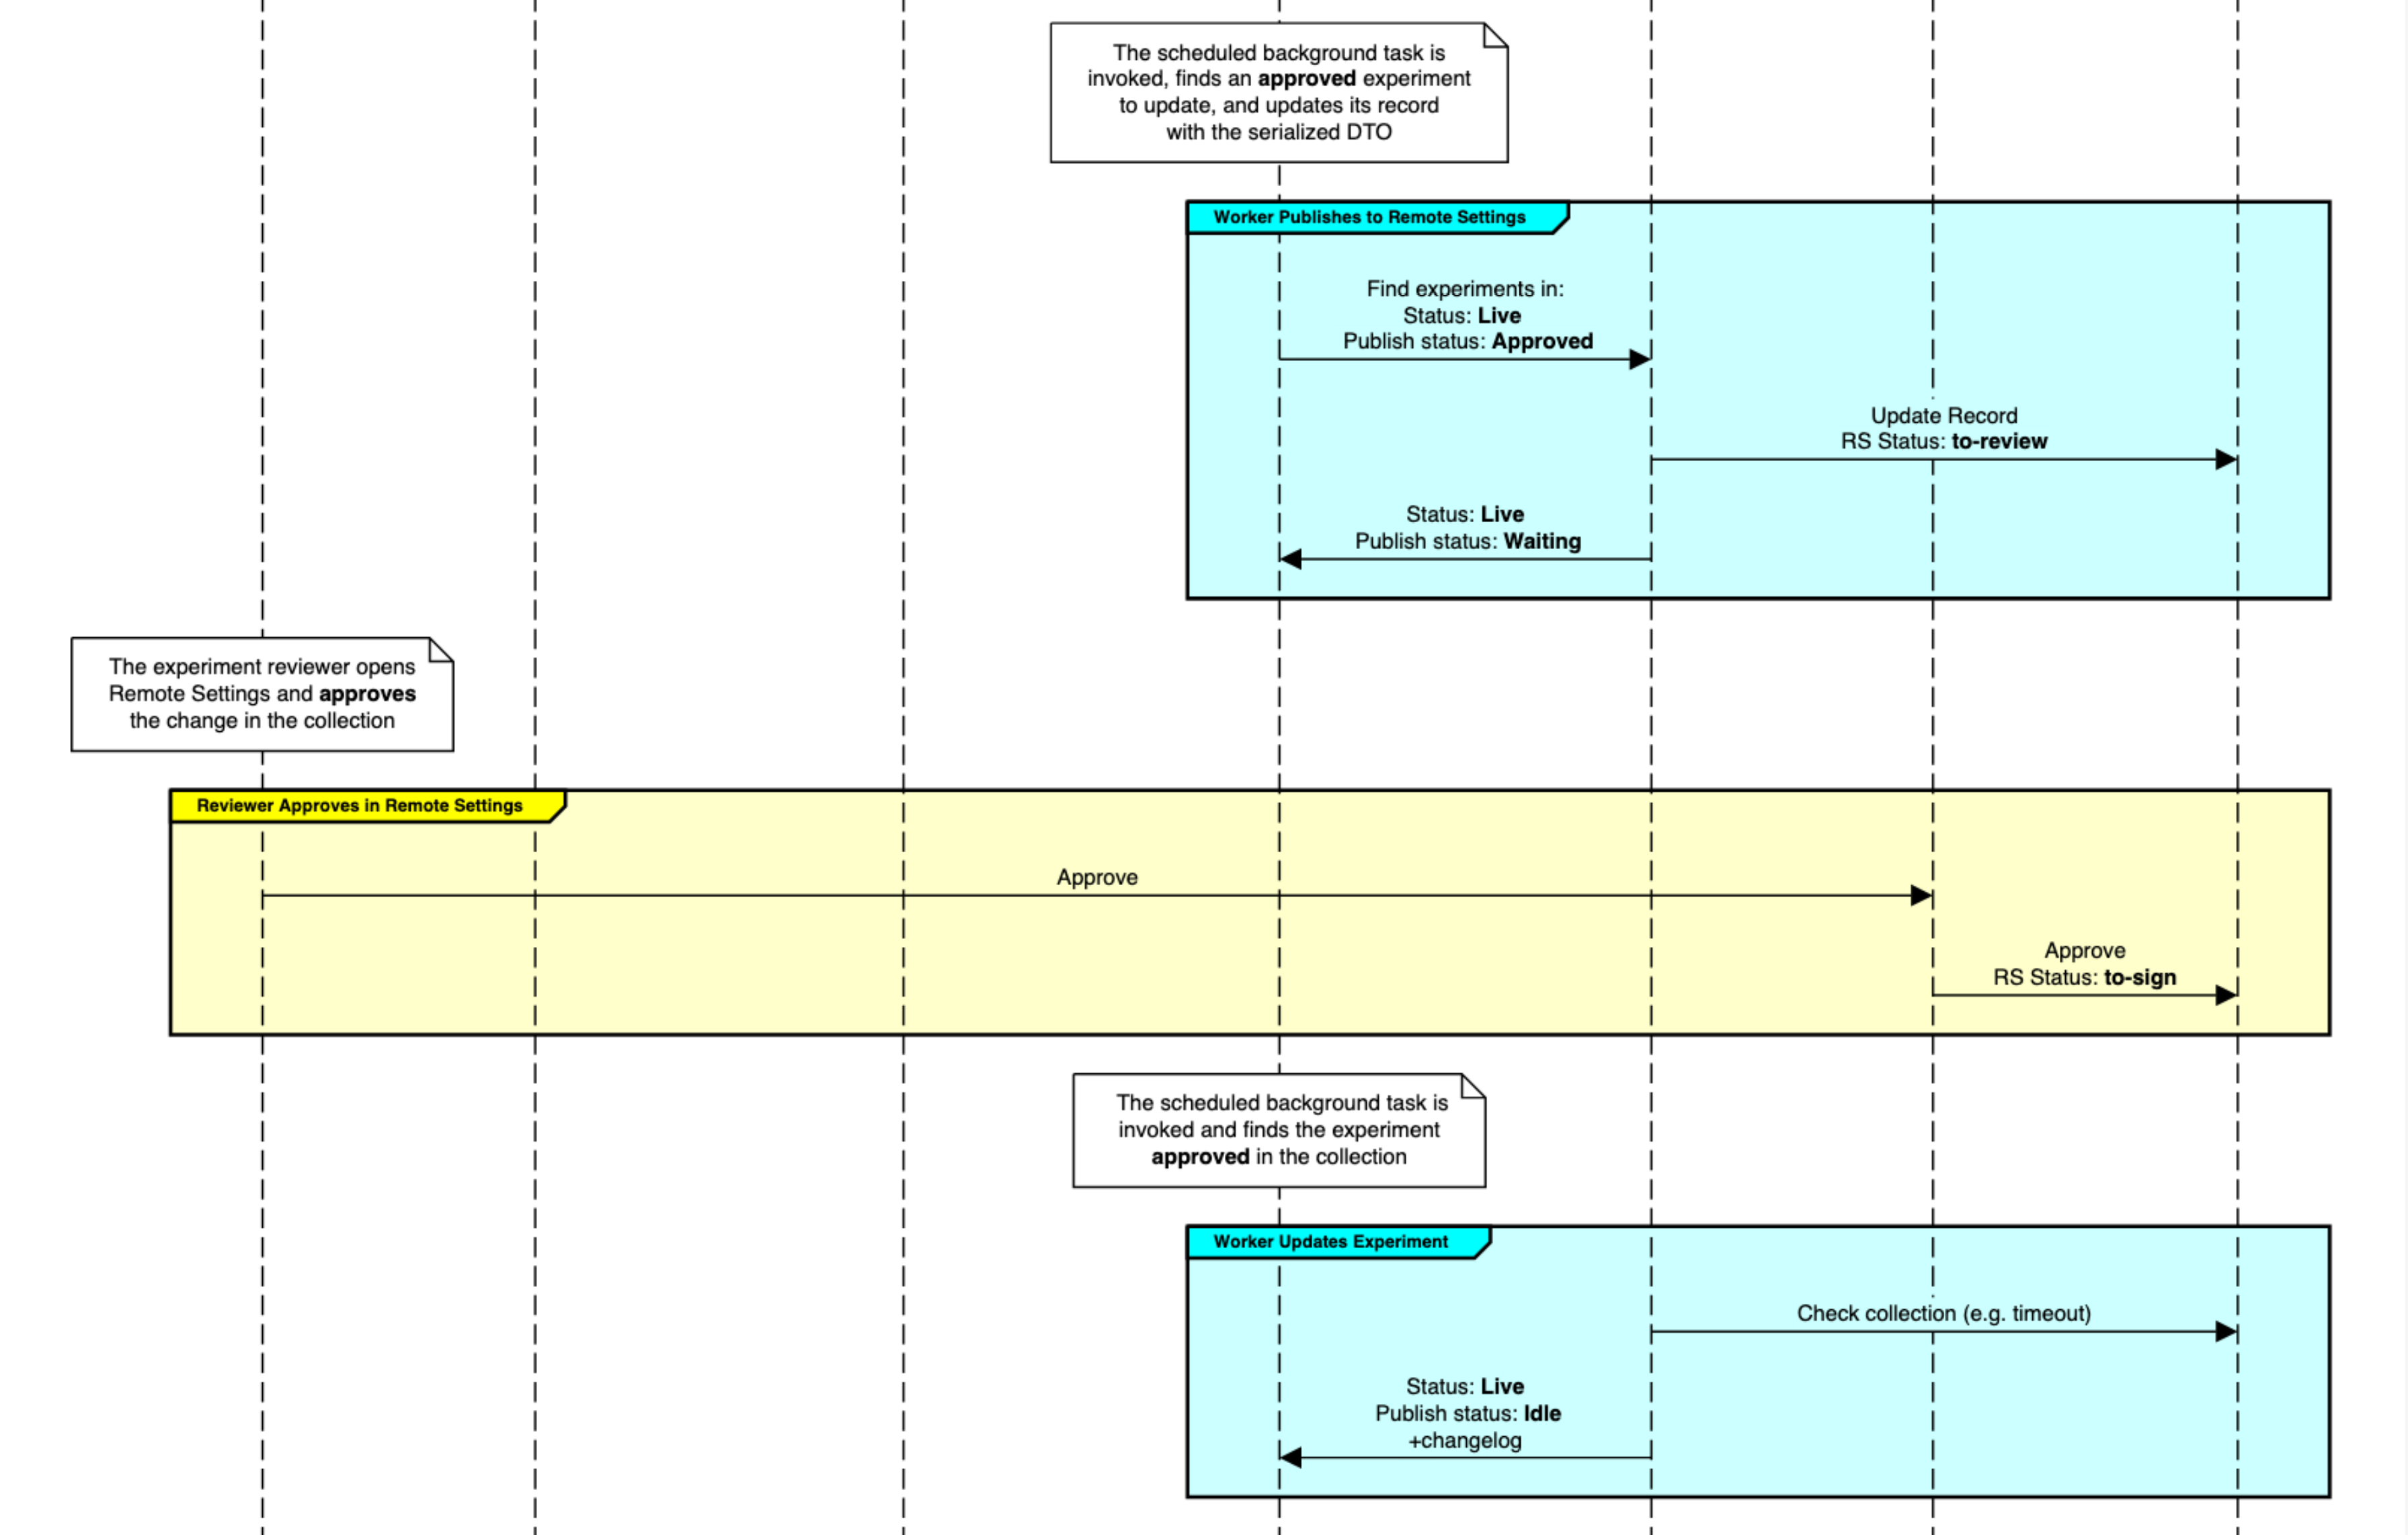 The scheduled background task is
invoked, finds an approved experiment
to update, and updates its record
with the serialized DTO
Worker Publishes to Remote Settings
Find experiments in:
Status: Live
Publish status: Approved
Update Record
RS Status: to-review
Status: Live
Publish status: Waiting
The experiment reviewer opens
Remote Settings and approves
the change in the collection
Reviewer Approves in Remote Settings
Approve
Approve
RS Status: to-sign
The scheduled background task is
invoked and finds the experiment
approved in the collection
Worker Updates Experiment
Check collection (e.g. timeout)
Status: Live
Publish status: Idle
+changelog